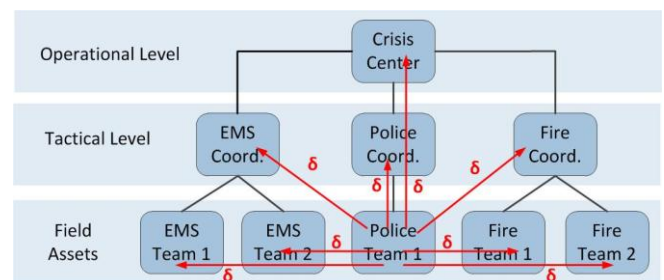 Operational Level
Crisis
Center
Tactical Level
EMS
Coord.
Police
Coord.
Fire
Coord.
δ
δ
δ
δ
Field
Assets
EMS
Team 1
EMS
Team 2
Police
Team 1
Fire
Team 1
Fire
Team 2
δ
δ
δ
δ